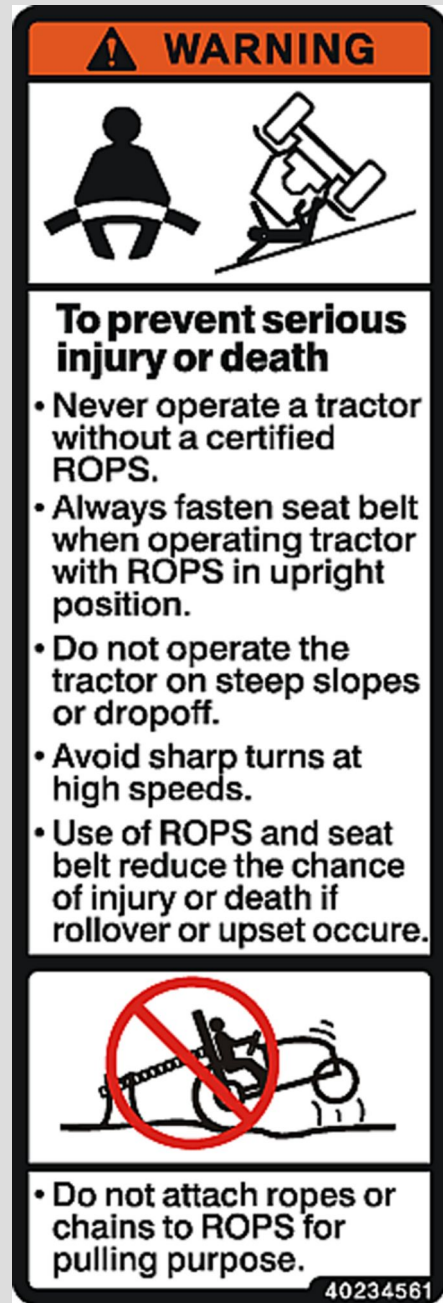 WARNING
To prevent serious
injury or death
• Never operate a tractor
without a certified
ROPS.
• Always fasten seat belt
when operating tractor
with ROPS in upright
position.
• Do not operate the
tractor on steep slopes
or dropoff.
• Avoid sharp turns at
high speeds.
• Use of ROPS and seat
belt reduce the chance
of injury or death if
rollover or upset occure.
• Do not attach ropes or
chains to ROPS for
pulling purpose.
40234561